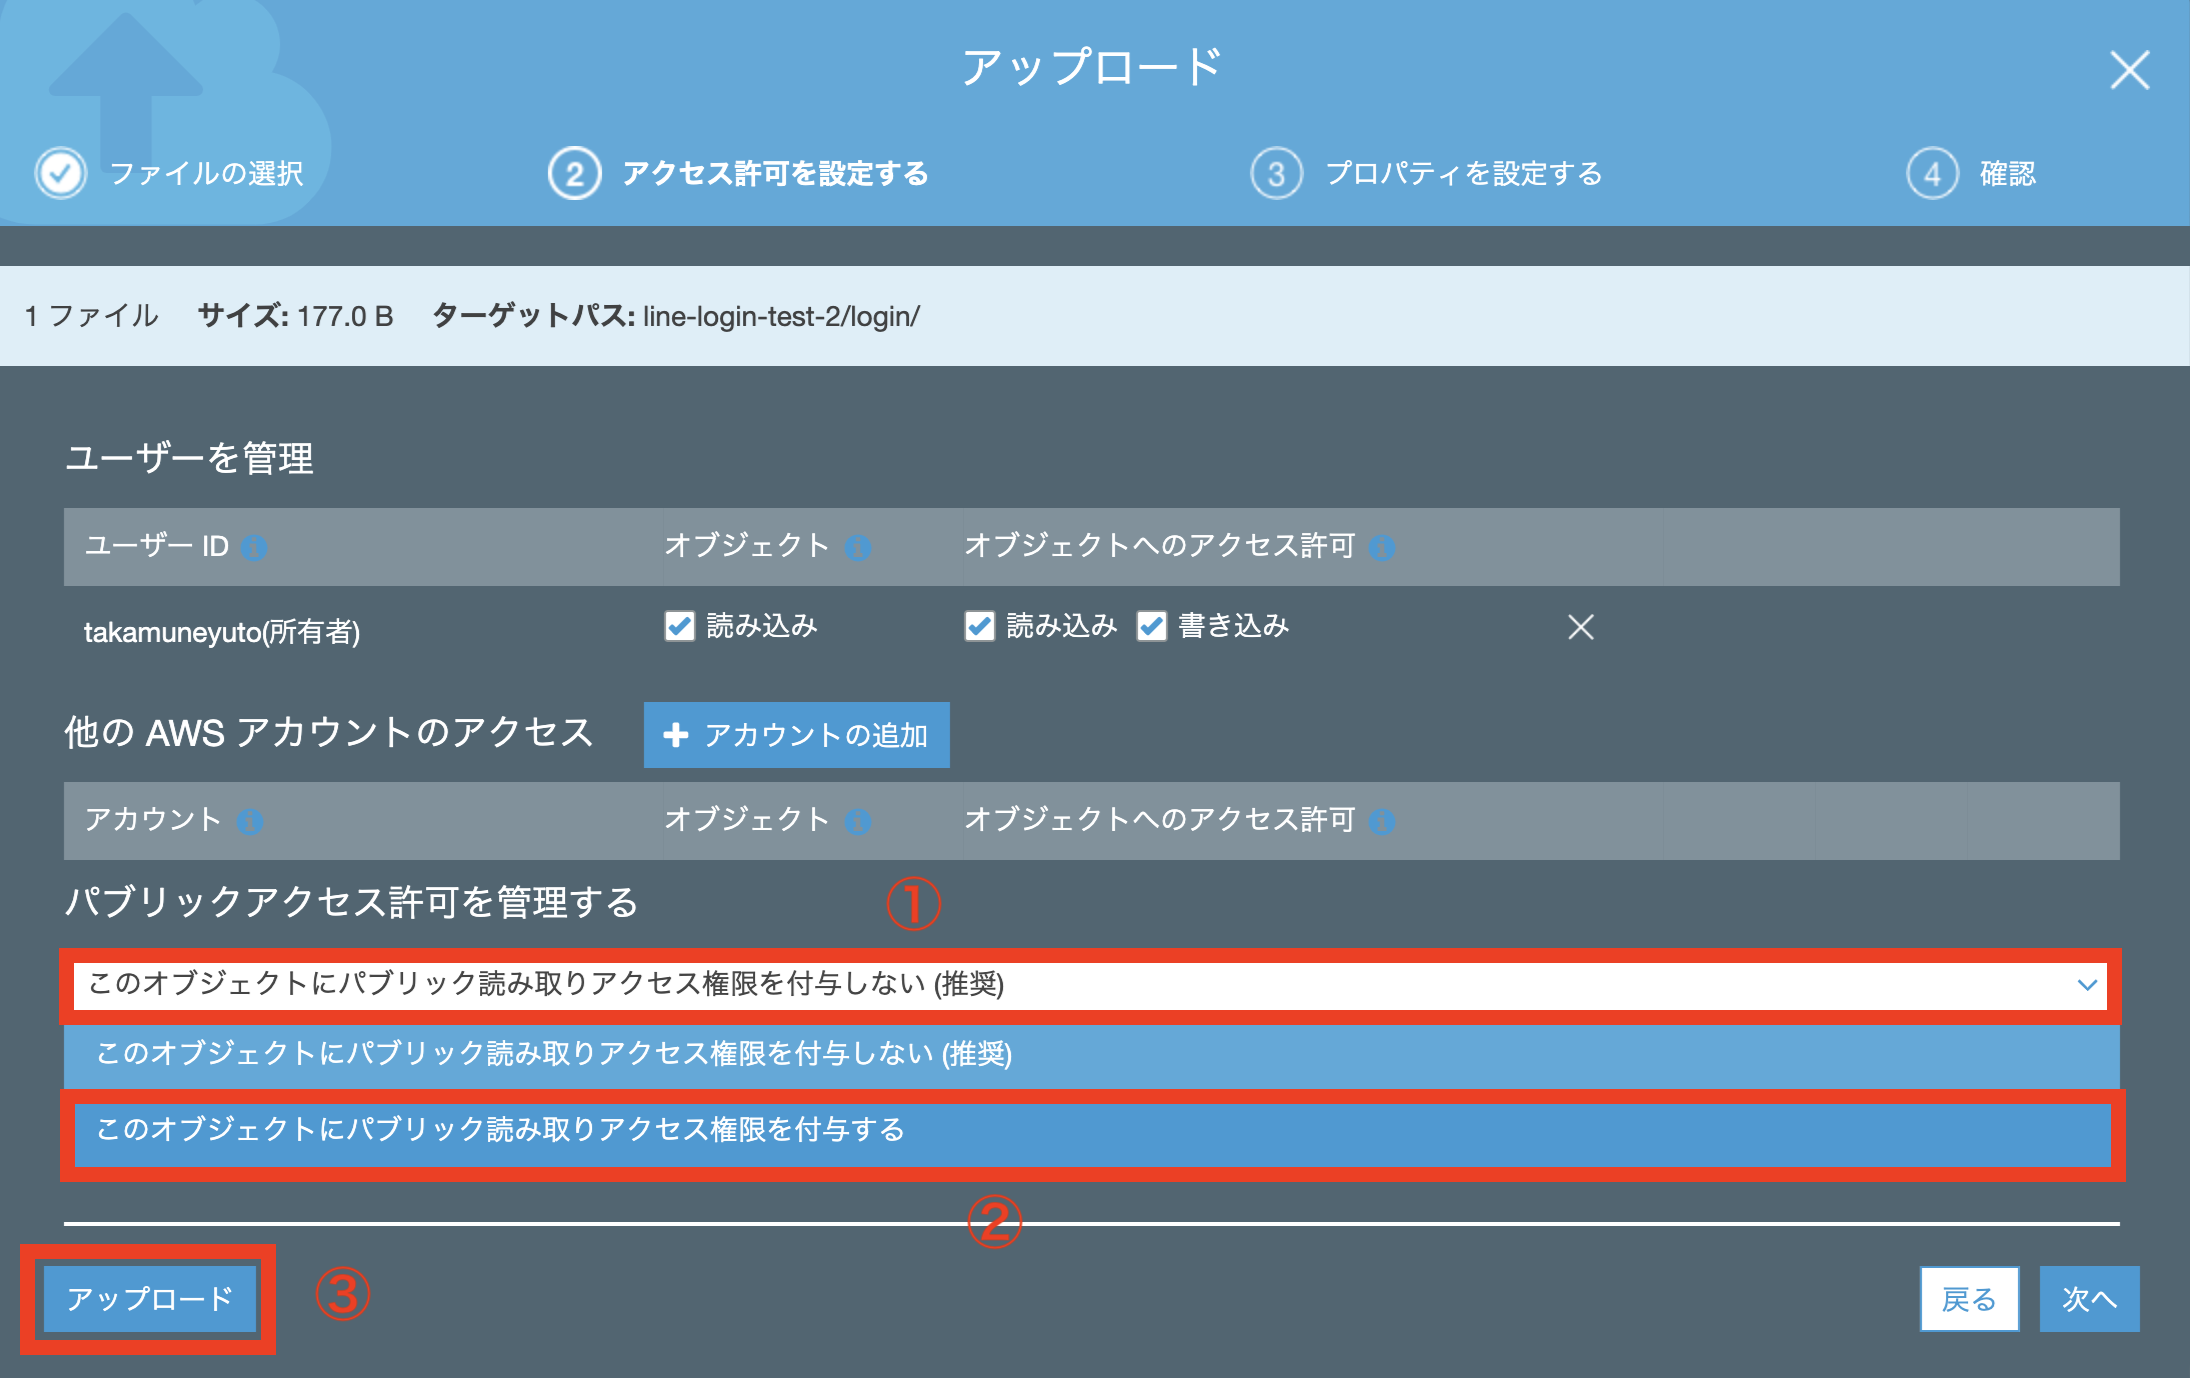 アップロード
ファイルの選択 2 アクセス許可を設定する 3 プロパティを設定する 4 確認
1 ファイル サイズ: 177.0 B ターゲットパス: line-login-test-2/login/
ユーザーを管理
ユーザー ID オブジェクト オブジェクトへのアクセス許可
takamuneyuto(所有者) 読み込み 読み込み 書き込み
他の AWS アカウントのアクセス アカウントの追加
アカウント オブジェクト オブジェクトへのアクセス許可
パブリックアクセス許可を管理する ①
このオブジェクトにパブリック読み取りアクセス権限を付与しない (推奨)
このオブジェクトにパブリック読み取りアクセス権限を付与しない (推奨)
このオブジェクトにパブリック読み取りアクセス権限を付与する
②
アップロード ③ 戻る 次へ